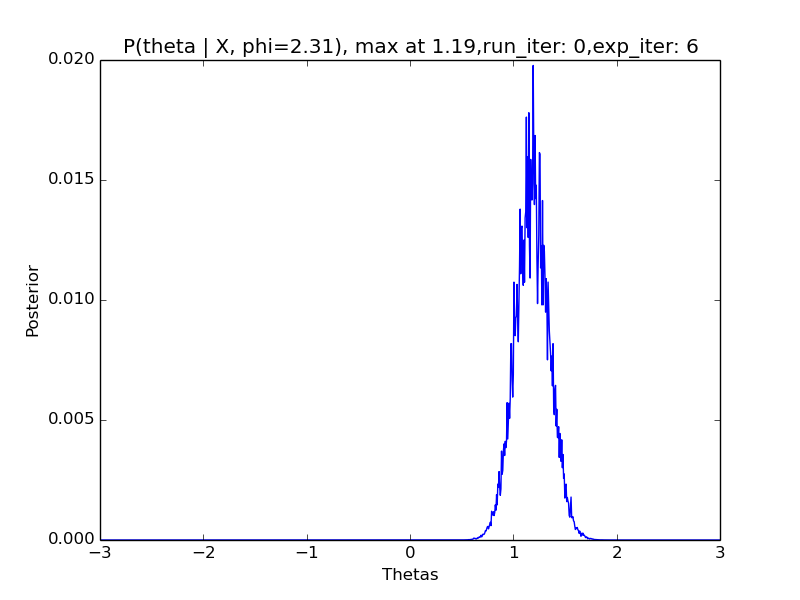 P(theta | X, phi=2.31), max at 1.19,run_iter: 0,exp_iter: 6
0.020
0.015
0.010
0.005
0.000
Posterior
−3 −2 −1 0 1 2 3
Thetas